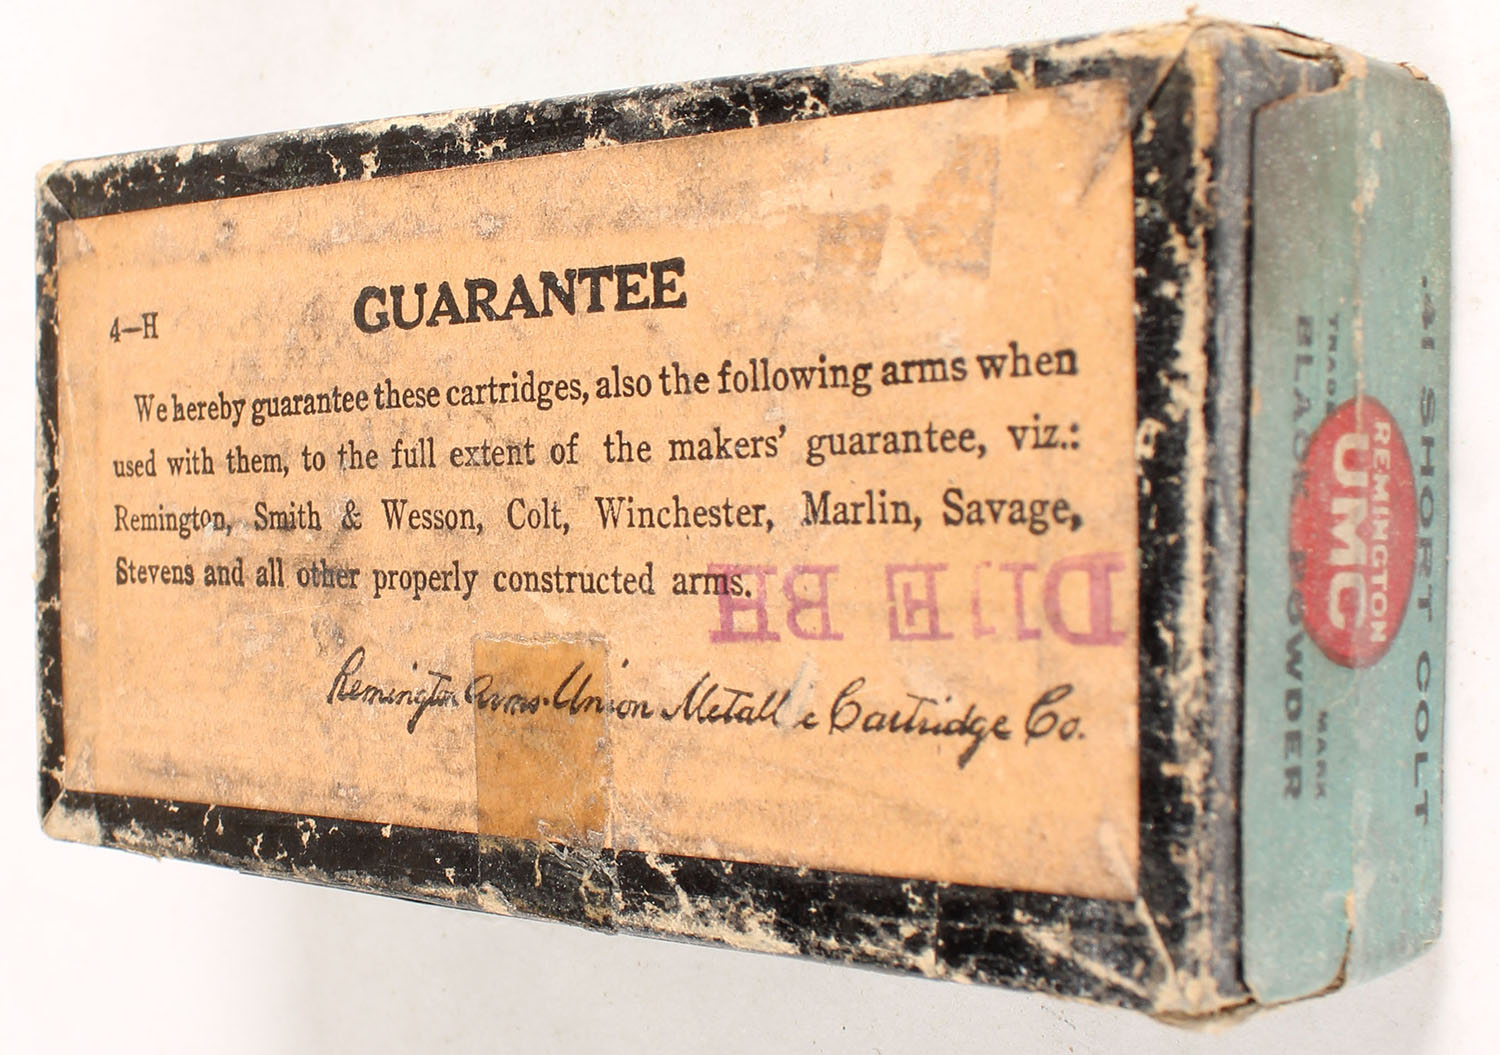 GUARANTEE
4—H
We hereby guarantee these cartridges, also the following arms when
used with them, to the full extent of the makers' guarantee, viz.:
Remington, Smith & Wesson, Colt, Winchester, Marlin, Savage,
Stevens and all other properly constructed arms.
Remington Arms-Union Metallic Cartridge Co.
.41 SHORT COLT
REMINGTON
UMC
TRADE MARK
BLACK POWDER